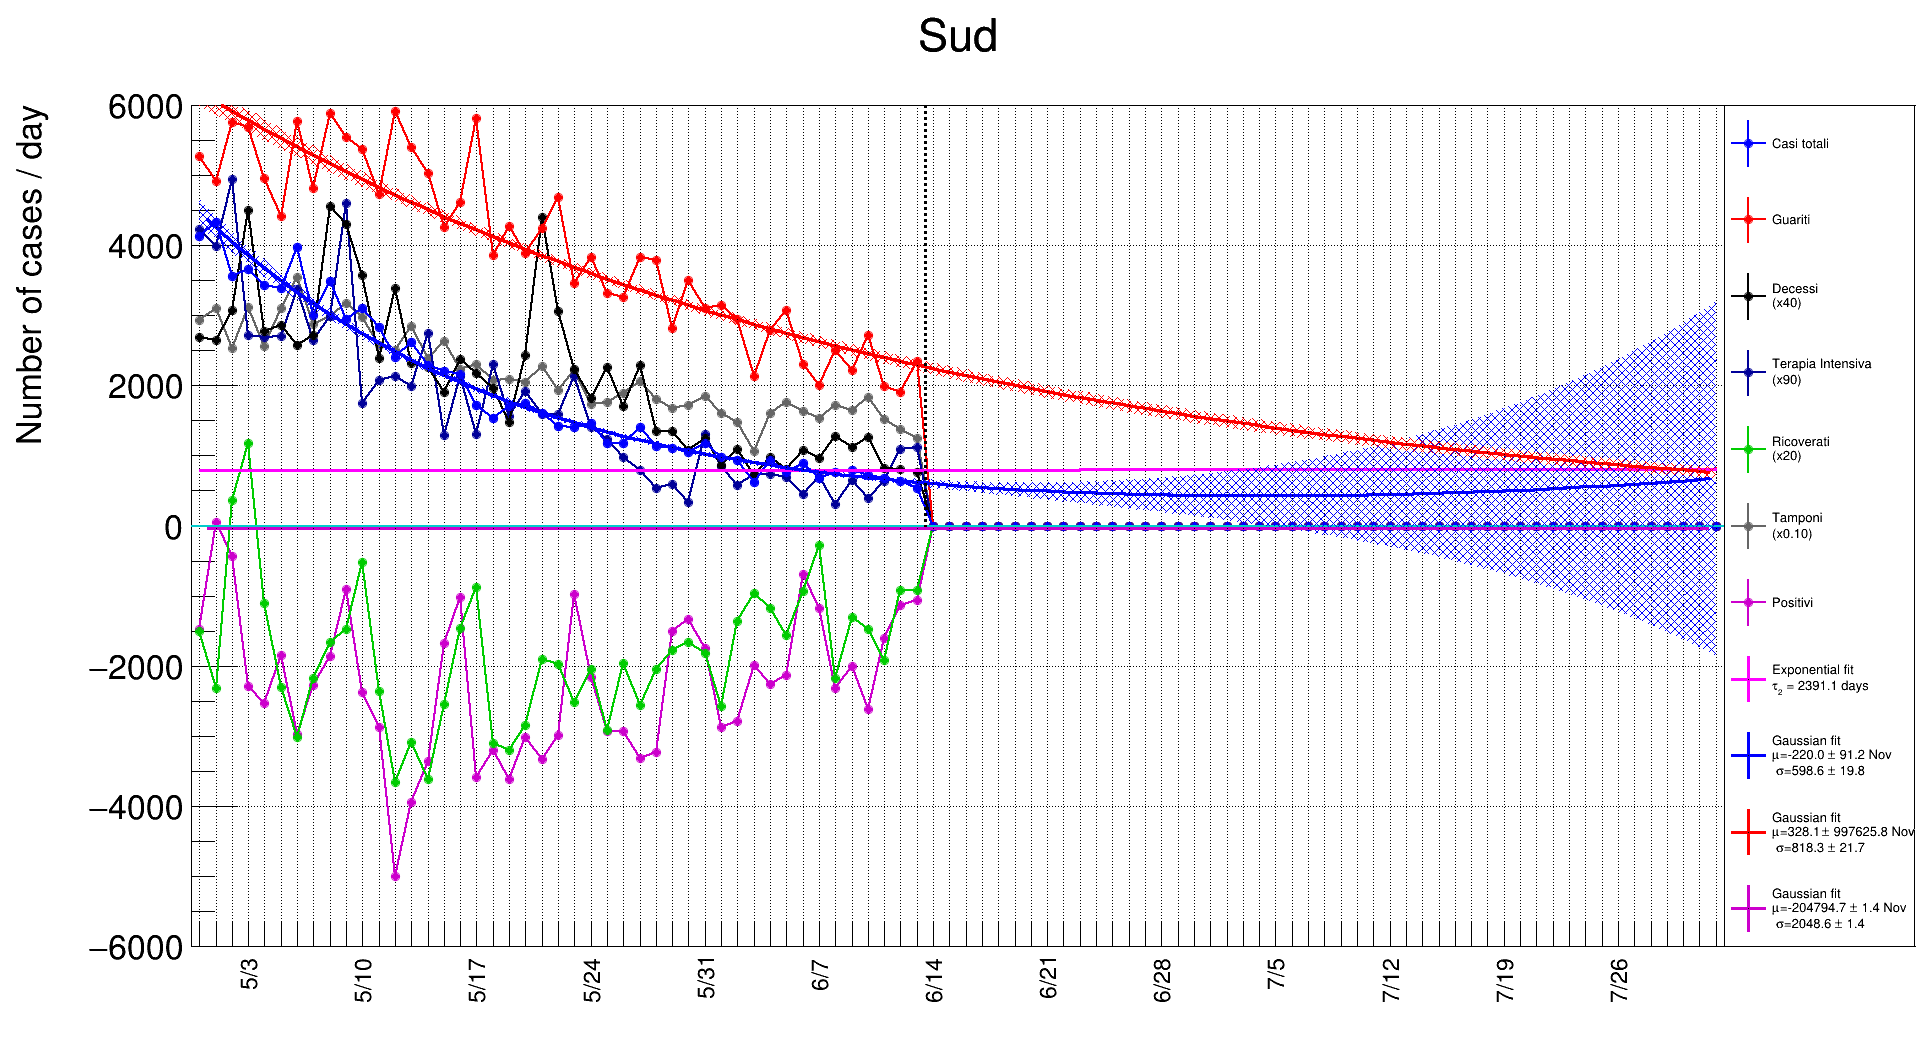 Sud
Number of cases / day
6000
4000
2000
0
−2000
−4000
−6000
5/3
5/10
5/17
5/24
5/31
6/7
6/14
6/21
6/28
7/5
7/12
7/19
7/26
Casi totali
Guariti
Decessi
(x40)
Terapia Intensiva
(x90)
Ricoverati
(x20)
Tamponi
(x0.10)
Positivi
Exponential fit
τ₂ = 2391.1 days
Gaussian fit
μ=-220.0 ± 91.2 Nov
σ=598.6 ± 19.8
Gaussian fit
μ=328.1 ± 997625.8 Nov
σ=818.3 ± 21.7
Gaussian fit
μ=-204794.7 ± 1.4 Nov
σ=2048.6 ± 1.4